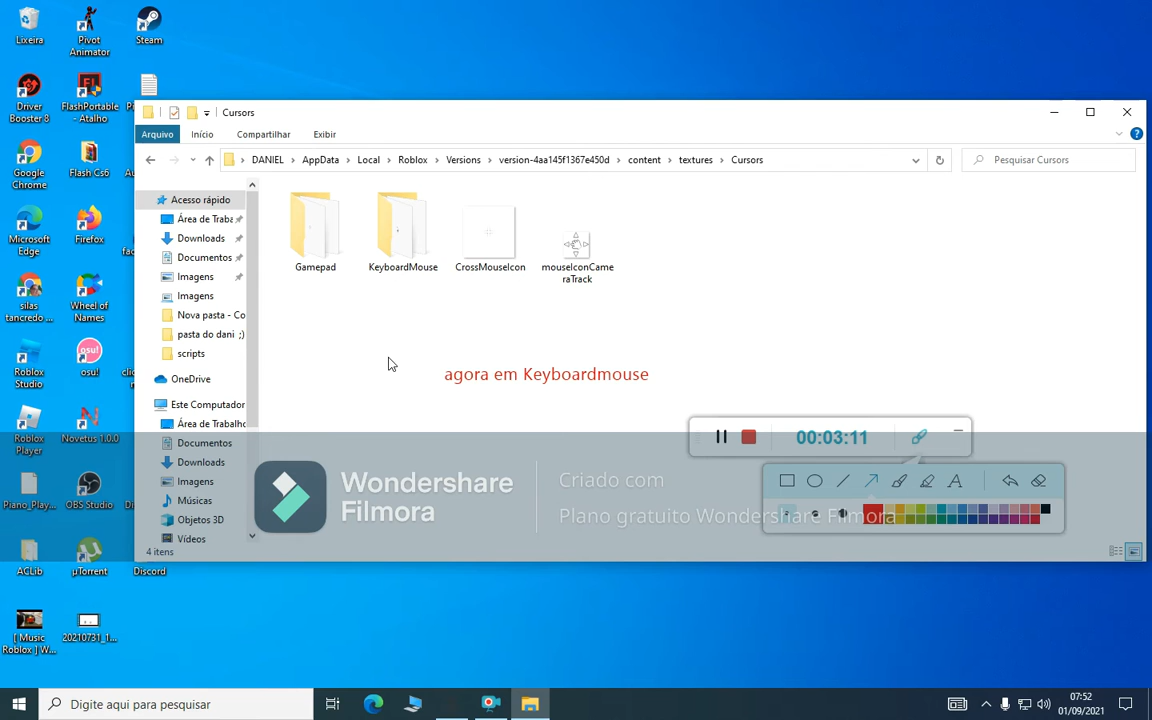 Lixeira
Pivot
Animator
Steam
Driver
Booster 8
FlashPortable
- Atalho
Google
Chrome
Flash Cs6
Microsoft
Edge
Firefox
silas
tancredo ...
Wheel of
Names
Roblox
Studio
osu!
Roblox
Player
Novetus 1.0.0
Piano_Play...
OBS Studio
ACLib
µTorrent
Discord
[ Music
Roblox ] W...
20210731_1...
Cursors
Arquivo
Início
Compartilhar
Exibir
DANIEL > AppData > Local > Roblox > Versions > version-4aa145f1367e450d > content > textures > Cursors
Pesquisar Cursors
Acesso rápido
Área de Traba
Downloads
Documentos
Imagens
Imagens
Nova pasta - Co
pasta do dani ;)
scripts
OneDrive
Este Computador
Área de Trabalho
Documentos
Downloads
Imagens
Músicas
Objetos 3D
Vídeos
4 itens
Gamepad
KeyboardMouse
CrossMouseIcon
mouseIconCame
raTrack
agora em Keyboardmouse
00:03:11
A
Wondershare
Filmora
Criado com
Plano gratuito Wondershare Filmora
Digite aqui para pesquisar
07:52
01/09/2021